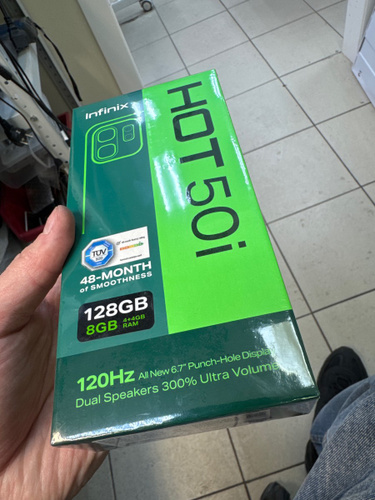 Infinix
HOT 50i
TÜV
48-MONTH
of SMOOTHNESS
128GB
8GB 4+4GB
RAM
120Hz All New 6.7" Punch-Hole Display
Dual Speakers 300% Ultra Volume